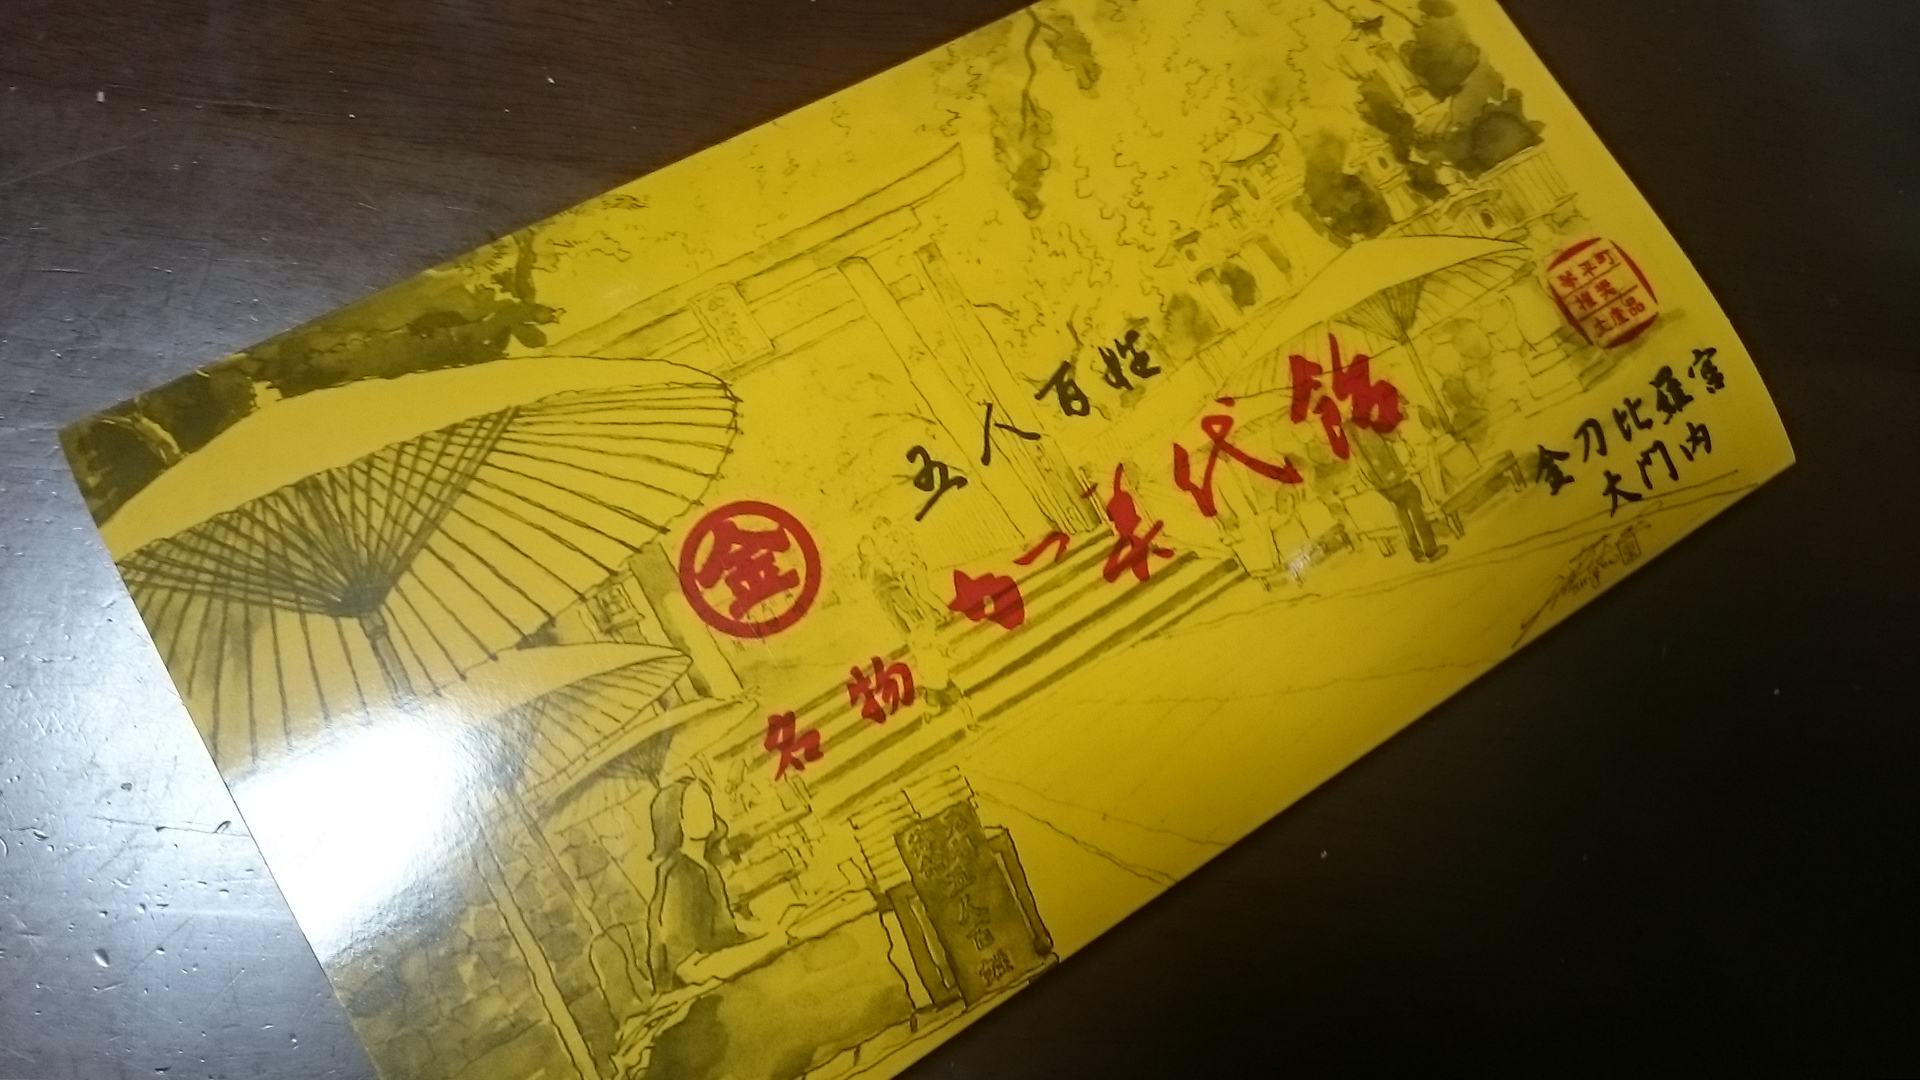 五人百姓
金
名物
加美代飴
琴平町
推奨
土産品
金刀比羅宮
大門内